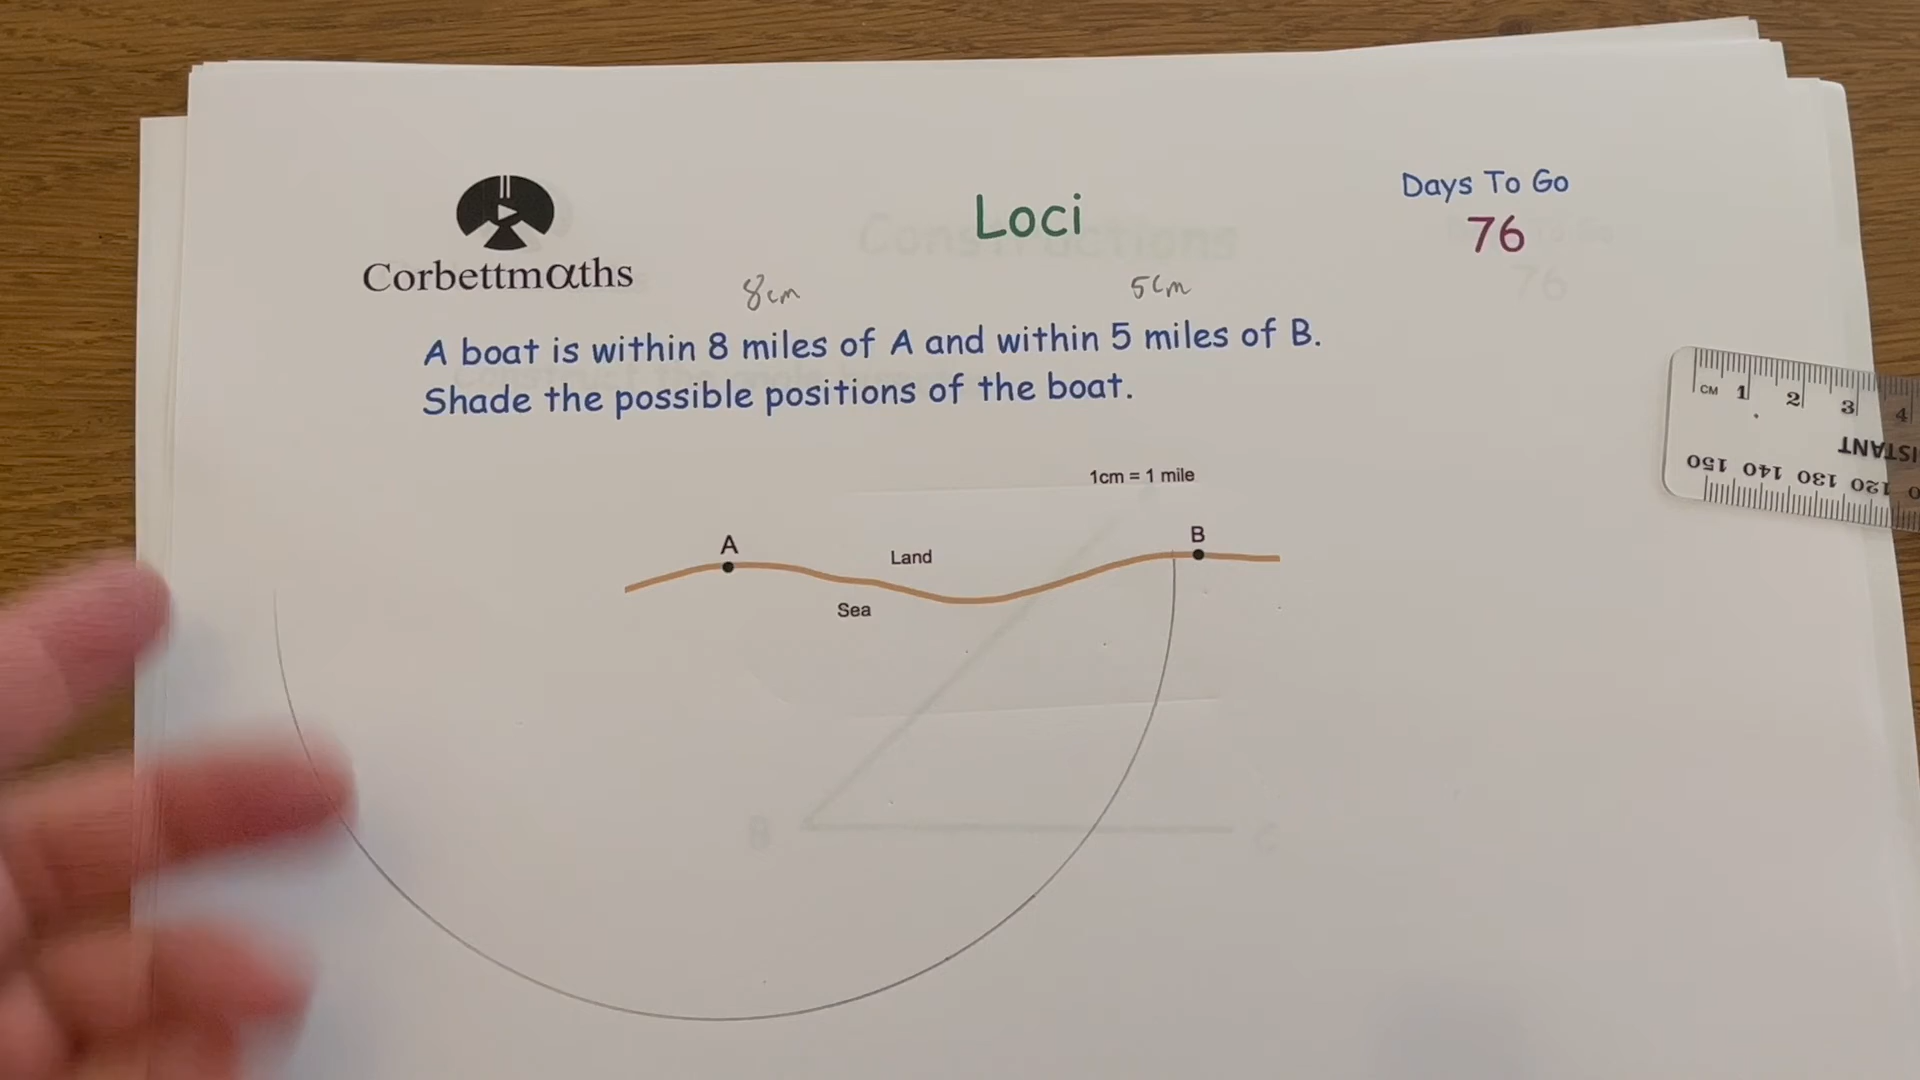 Days To Go
Loci
76
Corbettmαths
8cm
5cm
A boat is within 8 miles of A and within 5 miles of B.
Shade the possible positions of the boat.
1cm = 1 mile
A
B
Land
Sea
CM 1 2 3 4
150 140 130 120
Constructions
76
B
C